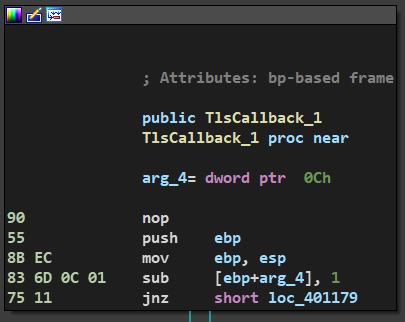 ; Attributes: bp-based frame
public TlsCallback_1
TlsCallback_1 proc near
arg_4= dword ptr  0Ch
90 nop
55 push ebp
8B EC mov ebp, esp
83 6D 0C 01 sub [ebp+arg_4], 1
75 11 jnz short loc_401179